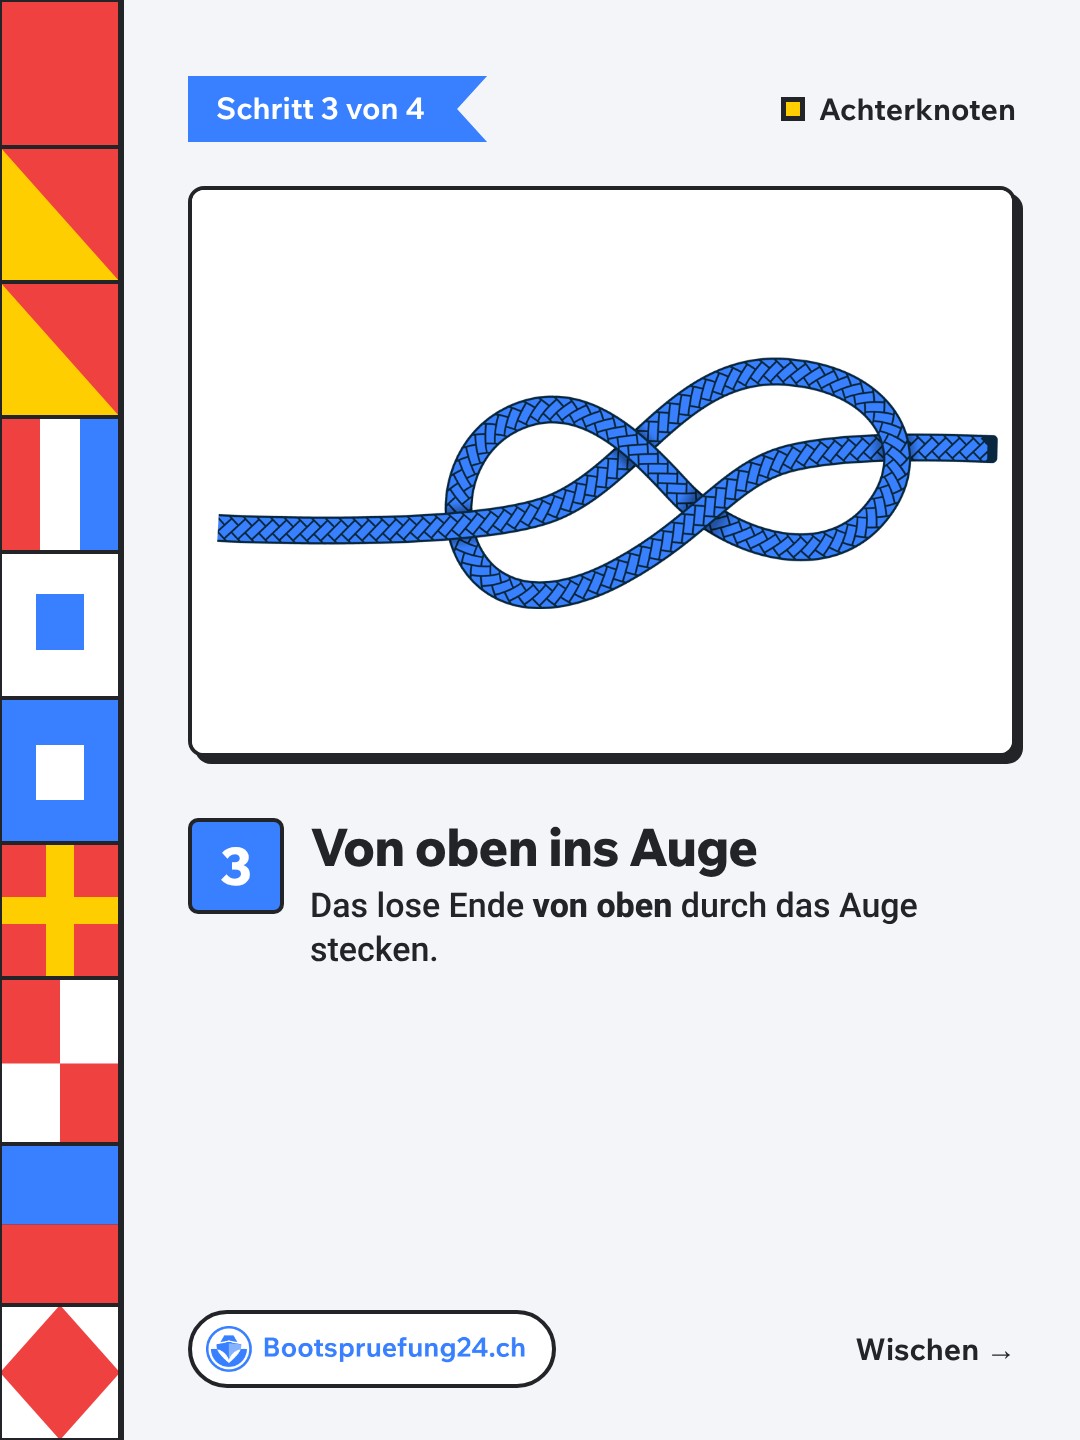 Schritt 3 von 4
Achterknoten
3
Von oben ins Auge
Das lose Ende von oben durch das Auge
stecken.
Bootspruefung24.ch
Wischen →